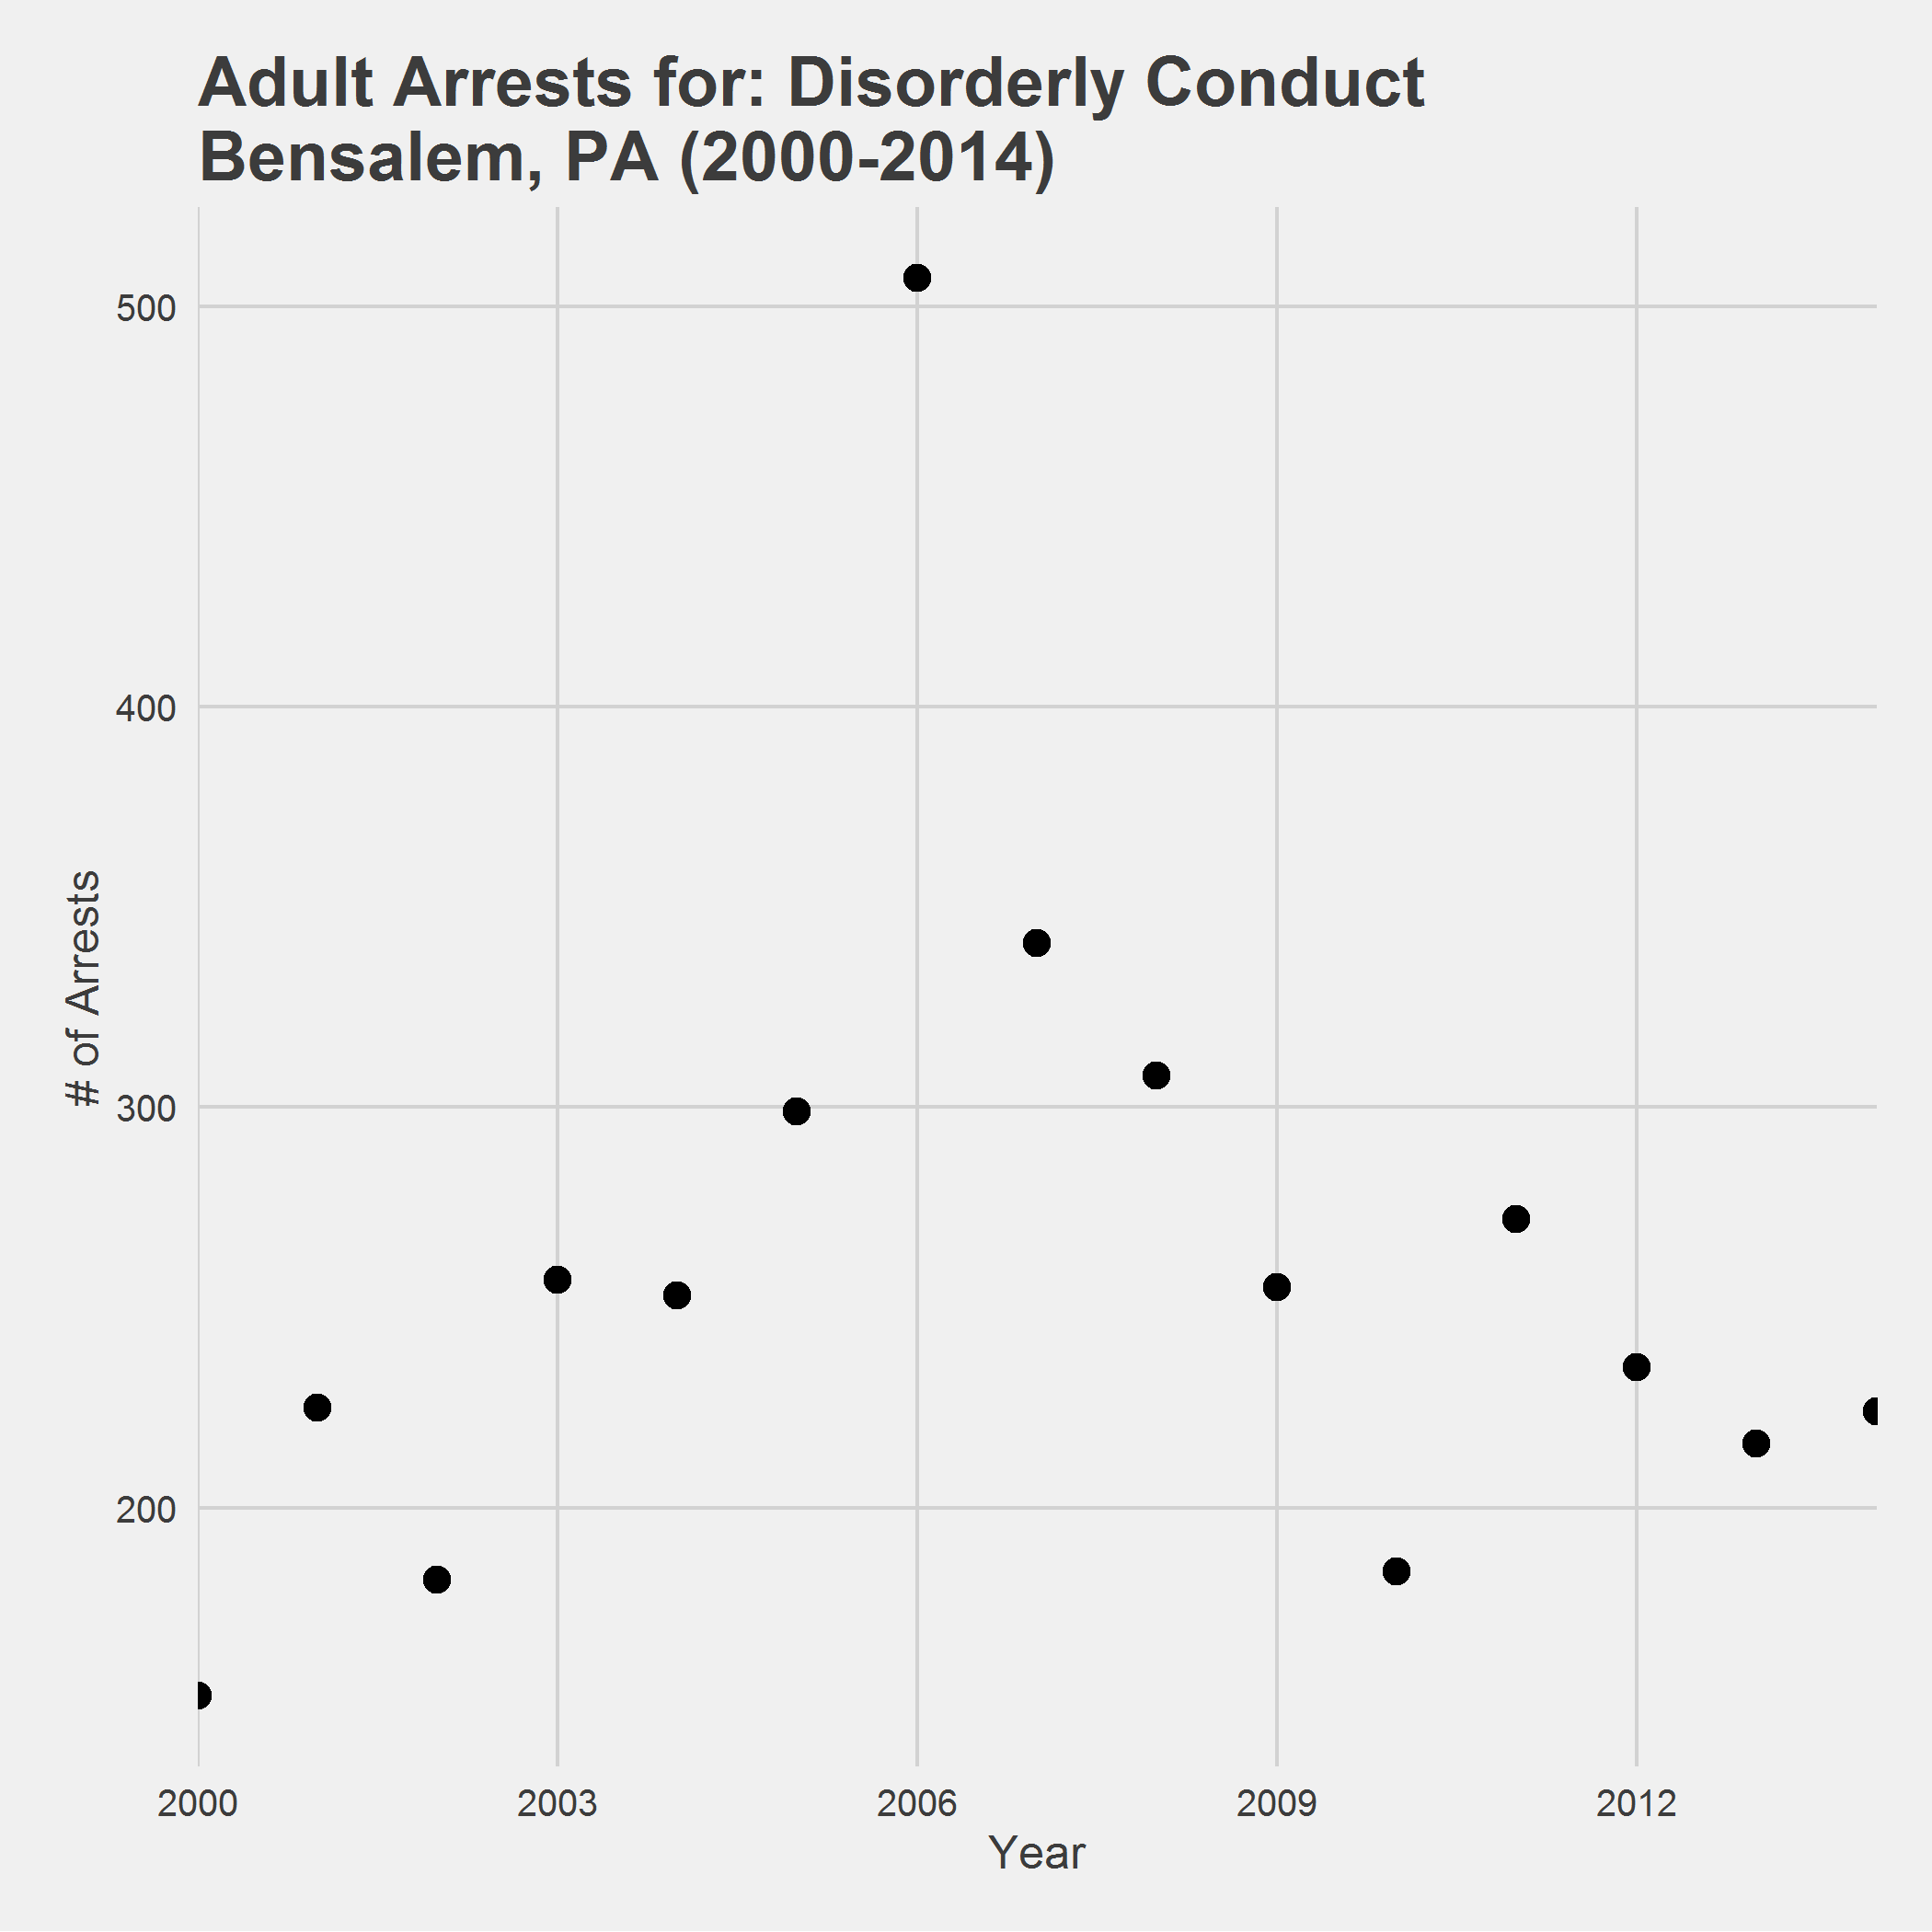 Adult Arrests for: Disorderly Conduct
Bensalem, PA (2000-2014)
500
400
300
200
# of Arrests
2000
2003
2006
2009
2012
Year